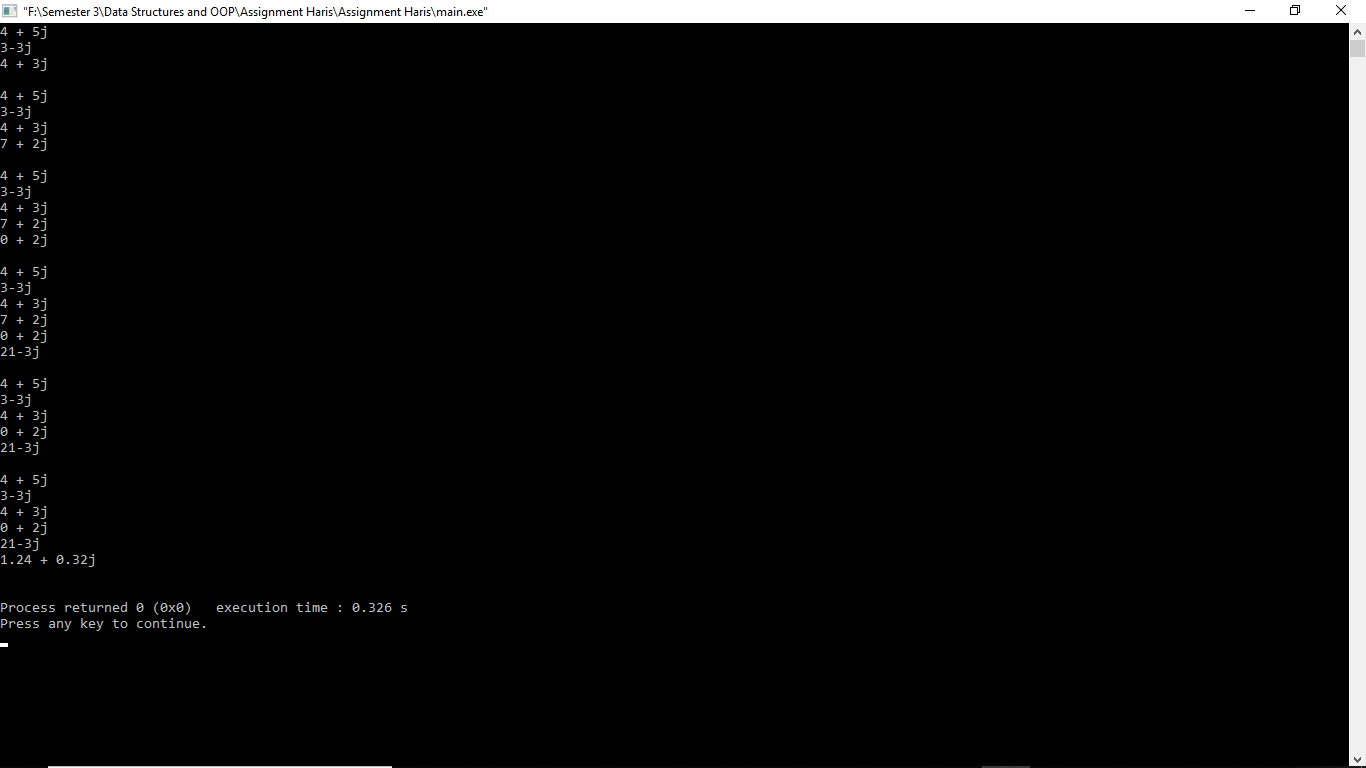 "F:\Semester 3\Data Structures and OOP\Assignment Haris\Assignment Haris\main.exe"
4 + 5j
3-3j
4 + 3j

4 + 5j
3-3j
4 + 3j
7 + 2j

4 + 5j
3-3j
4 + 3j
7 + 2j
0 + 2j

4 + 5j
3-3j
4 + 3j
7 + 2j
0 + 2j
21-3j

4 + 5j
3-3j
4 + 3j
0 + 2j
21-3j

4 + 5j
3-3j
4 + 3j
0 + 2j
21-3j
1.24 + 0.32j

Process returned 0 (0x0)   execution time : 0.326 s
Press any key to continue.